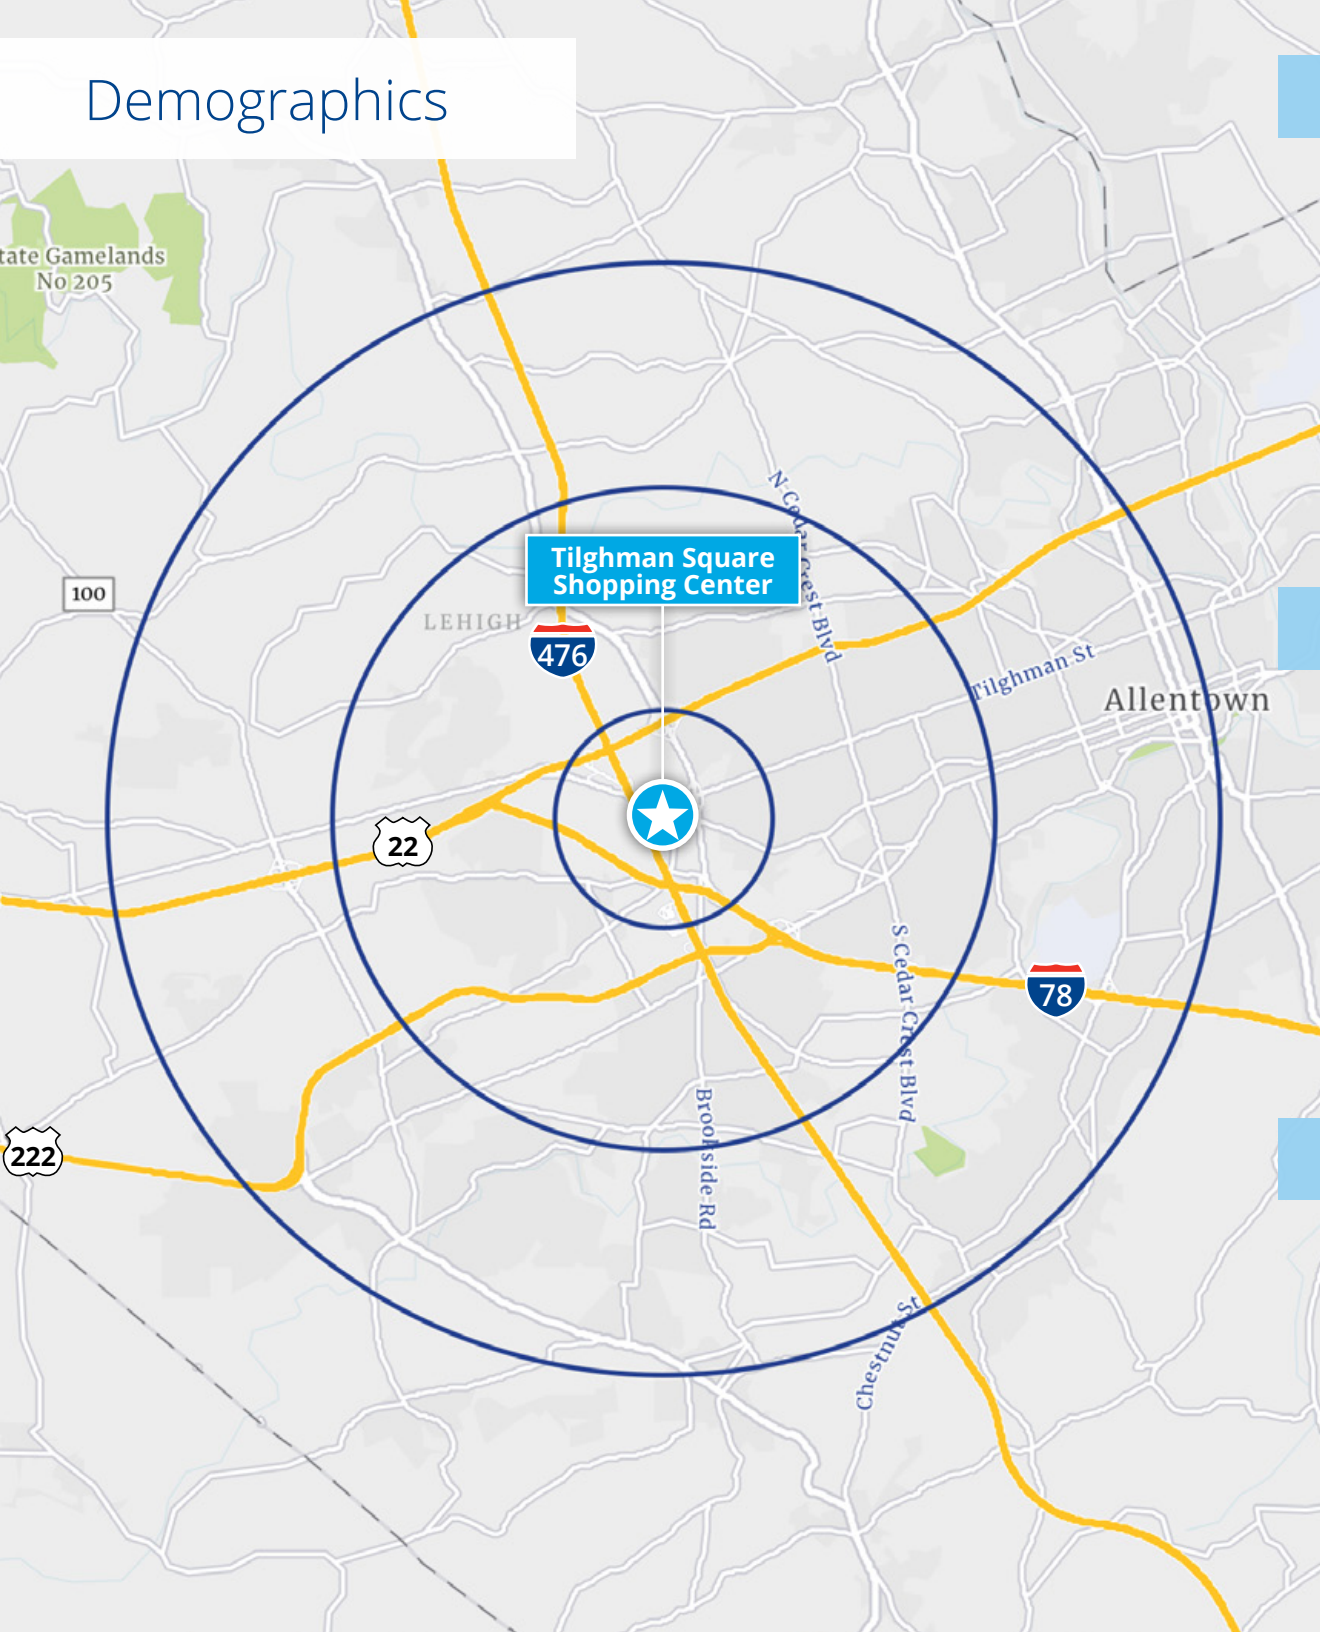 Demographics
tate Gamelands
No 205
N Cedar Crest Blvd
Tilghman Square
Shopping Center
100
LEHIGH
476
Tilghman St
Allentown
22
S Cedar Crest Blvd
78
Brookside Rd
222
Chestnut St